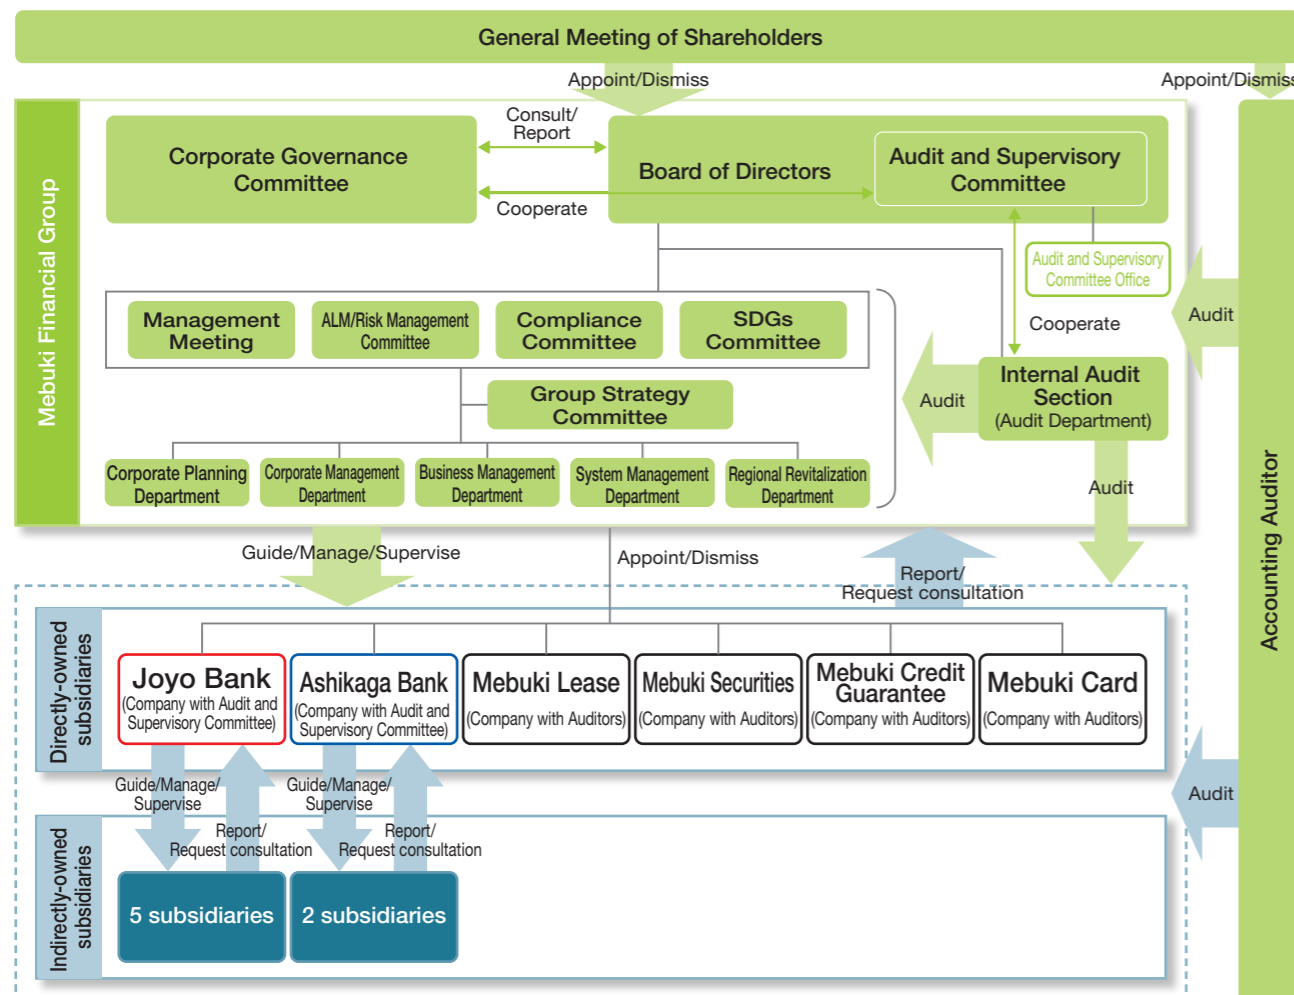 General Meeting of Shareholders
Appoint/Dismiss
Appoint/Dismiss
Mebuki Financial Group
Corporate Governance
Committee
Consult/
Report
Cooperate
Board of Directors
Audit and Supervisory
Committee
Audit and Supervisory
Committee Office
Cooperate
Audit
Management
Meeting
ALM/Risk Management
Committee
Compliance
Committee
SDGs
Committee
Group Strategy
Committee
Audit
Internal Audit
Section
(Audit Department)
Corporate Planning
Department
Corporate Management
Department
Business Management
Department
System Management
Department
Regional Revitalization
Department
Audit
Accounting Auditor
Guide/Manage/Supervise
Appoint/Dismiss
Report/
Request consultation
Directly-owned
subsidiaries
Joyo Bank
(Company with Audit and
Supervisory Committee)
Ashikaga Bank
(Company with Audit and
Supervisory Committee)
Mebuki Lease
(Company with Auditors)
Mebuki Securities
(Company with Auditors)
Mebuki Credit
Guarantee
(Company with Auditors)
Mebuki Card
(Company with Auditors)
Guide/Manage/
Supervise
Report/
Request consultation
Guide/Manage/
Supervise
Report/
Request consultation
Audit
Indirectly-owned
subsidiaries
5 subsidiaries
2 subsidiaries